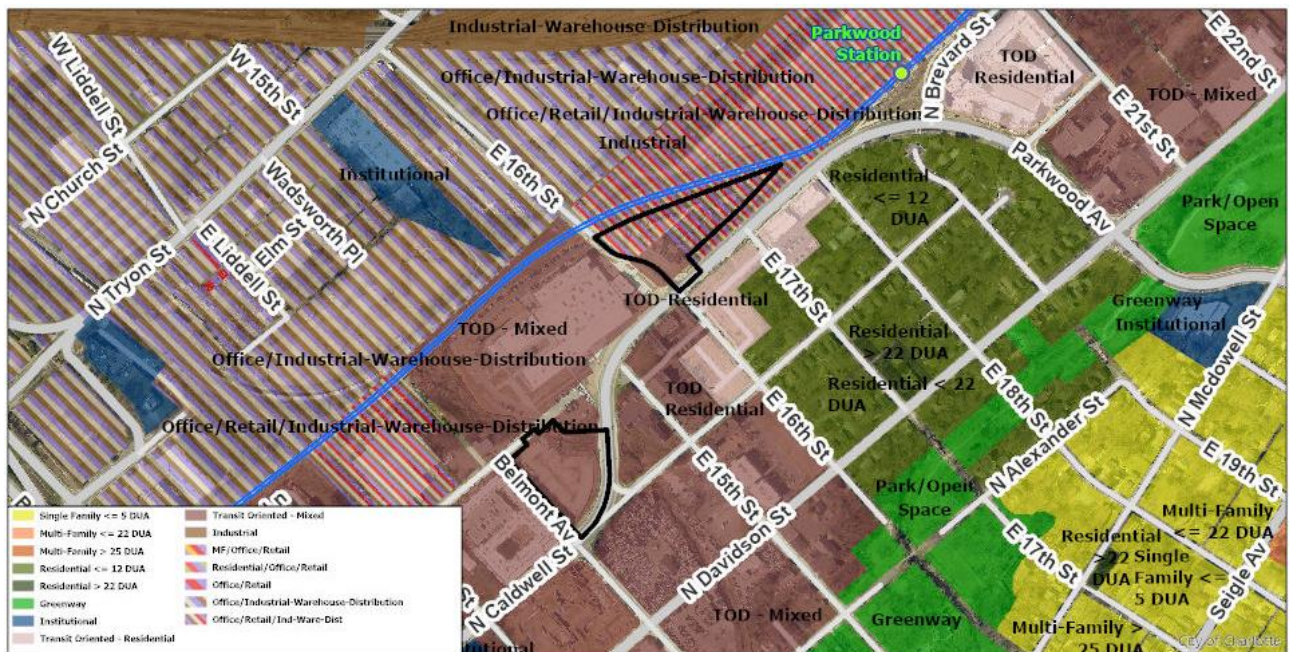 Industrial-Warehouse-Distribution
Parkwood
Station
N Brevard St
TOD -
Residential
E 22nd St
W Liddell St
W 15th St
Office/Industrial-Warehouse-Distribution
E 21st St
TOD - Mixed
Office/Retail/Industrial-Warehouse-Distribution
Industrial
N Church St
E 16th St
Parkwood Av
Institutional
Wadsworth Pl
Residential
<= 12
DUA
Park/Open
Space
E Liddell St
Elm St
N Tryon St
E 17th St
TOD-Residential
Greenway
Institutional
N Mcdowell St
TOD - Mixed
Residential
> 22 DUA
Office/Industrial-Warehouse-Distribution
Residential < 22
DUA
E 18th St
TOD -
Residential
E 16th St
N Alexander St
E 19th St
Office/Retail/Industrial-Warehouse-Distribution
Belmont Av
E 15th St
Park/Open
Space
Multi-Family
<= 22 DUA
E 17th St
Residential
>22
DUA
Single
Family <=
5 DUA
Seigle Av
N Davidson St
N Caldwell St
TOD - Mixed
Greenway
Multi-Family >
25 DUA
City of Charlotte
Single Family <= 5 DUA
Multi-Family <= 22 DUA
Multi-Family > 25 DUA
Residential <= 12 DUA
Residential > 22 DUA
Greenway
Institutional
Transit Oriented - Residential
Transit Oriented - Mixed
Industrial
MF/Office/Retail
Residential/Office/Retail
Office/Retail
Office/Industrial-Warehouse-Distribution
Office/Retail/Ind-Ware-Dist